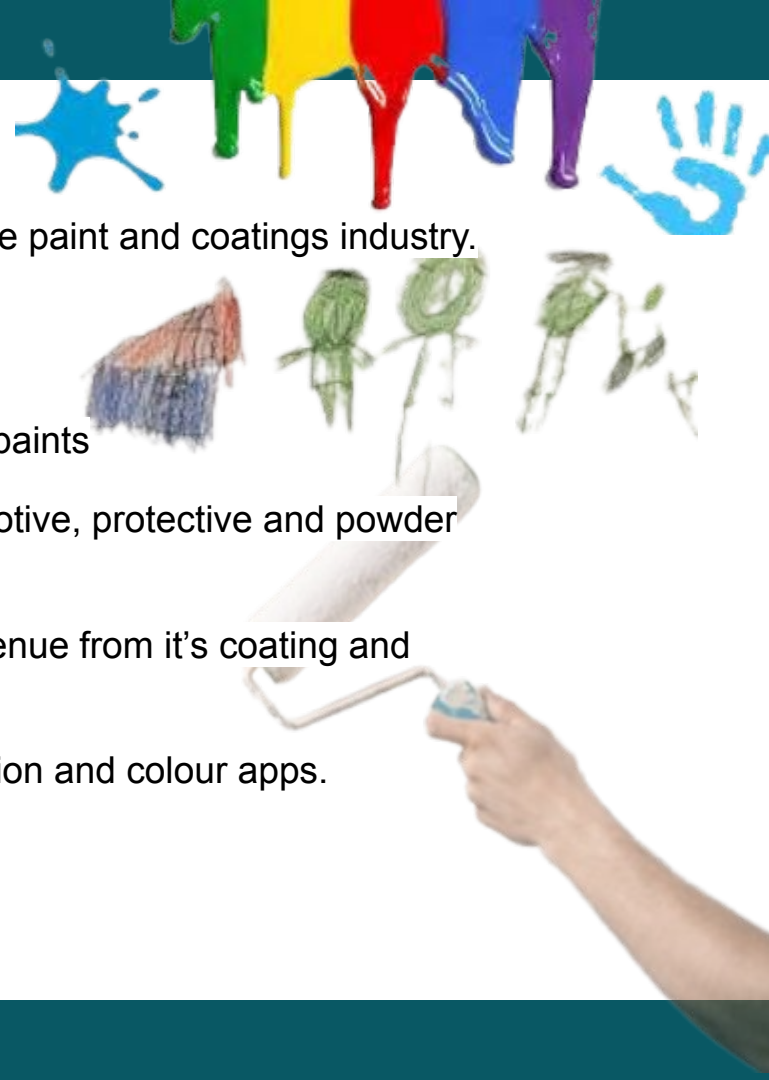 e paint and coatings industry.
paints
otive, protective and powder
enue from it’s coating and
ion and colour apps.